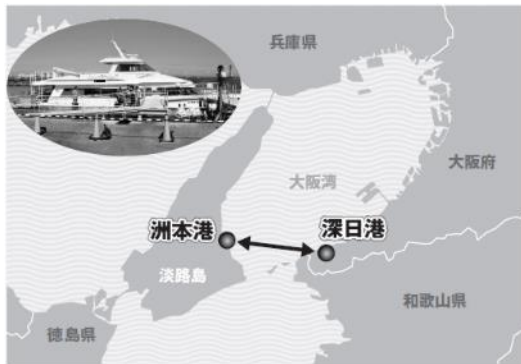 兵庫県
大阪府
大阪湾
洲本港
深日港
淡路島
和歌山県
徳島県